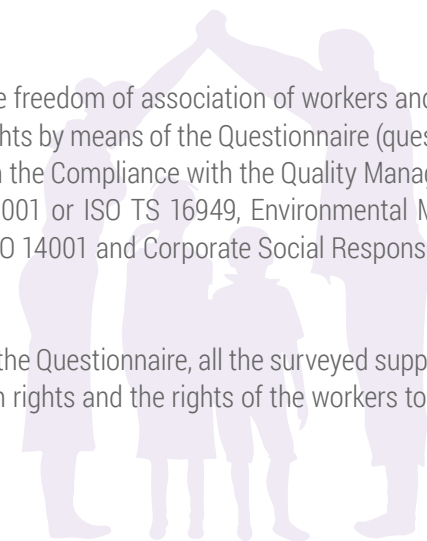 e freedom of association of workers and
hts by means of the Questionnaire (ques
the Compliance with the Quality Manag
001 or ISO TS 16949, Environmental M
O 14001 and Corporate Social Respons
the Questionnaire, all the surveyed supp
rights and the rights of the workers to